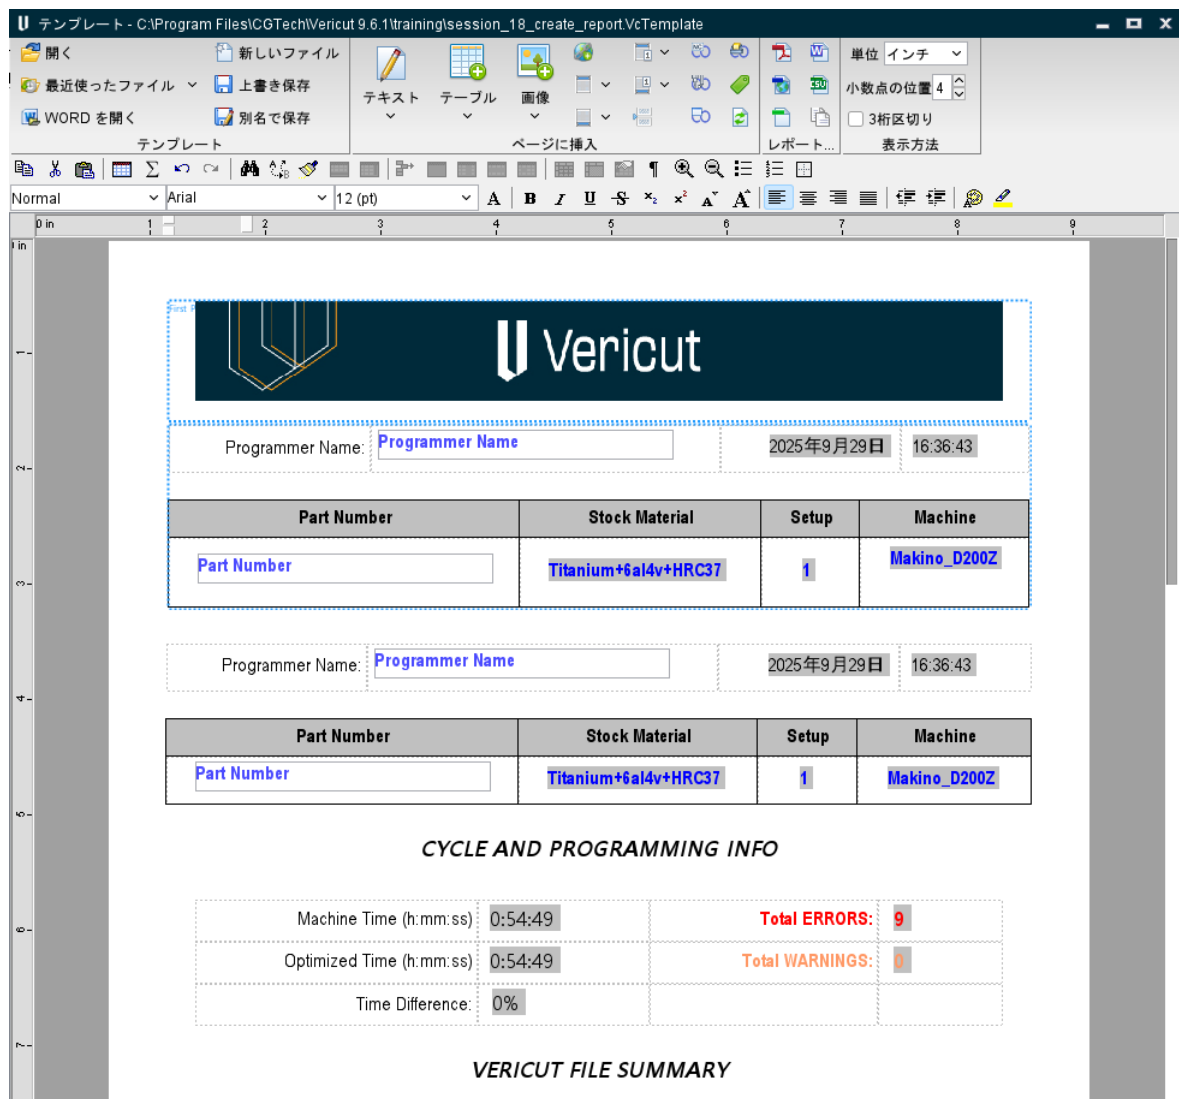 テンプレート - C:\Program Files\CGTech\Vericut 9.6.1\training\session_18_create_report.VcTemplate
開く
新しいファイル
最近使ったファイル
上書き保存
WORD を開く
別名で保存
テンプレート
テキスト
テーブル
画像
ページに挿入
レポート...
単位 インチ
小数点の位置 4
3桁区切り
表示方法
Normal Arial 12 (pt)
0 in 1 2 3 4 5 6 7 8 9
in
1
2
3
4
5
6
7
First P
Vericut
Programmer Name: Programmer Name 2025年9月29日 16:36:43
Part Number Stock Material Setup Machine
Part Number Titanium+6al4v+HRC37 1 Makino_D200Z
Programmer Name: Programmer Name 2025年9月29日 16:36:43
Part Number Stock Material Setup Machine
Part Number Titanium+6al4v+HRC37 1 Makino_D200Z
CYCLE AND PROGRAMMING INFO
Machine Time (h:mm:ss) 0:54:49 Total ERRORS: 9
Optimized Time (h:mm:ss) 0:54:49 Total WARNINGS: 0
Time Difference: 0%
VERICUT FILE SUMMARY